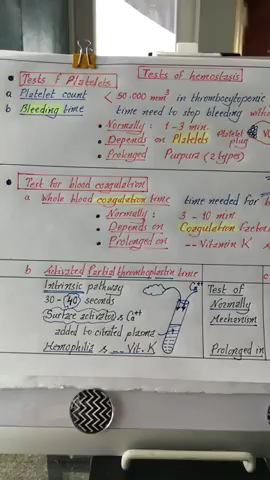 Tests of hemostasis
• Tests f Platelets
a Platelet count < 50.000 mm³ in thrombocytopenic
b Bleeding time time need to stop bleeding with
• Normally: 1-3 min.
• Depends on Platelets Platelet plug
• Prolonged Purpura (2 types)
• Test for blood coagulation
a Whole blood coagulation time time needed for
• Normally: 3-10 min
• Depends on Coagulation factor
• Prolonged in -- Vitamin K
b Activated Partial thromboplastin time
Intrinsic pathway
30-40 seconds
Surface activator & Ca++
added to citrated plasma
Hemophilia & -- Vit. K
Ca++
Test of
Normally
Mechanism
Prolonged in